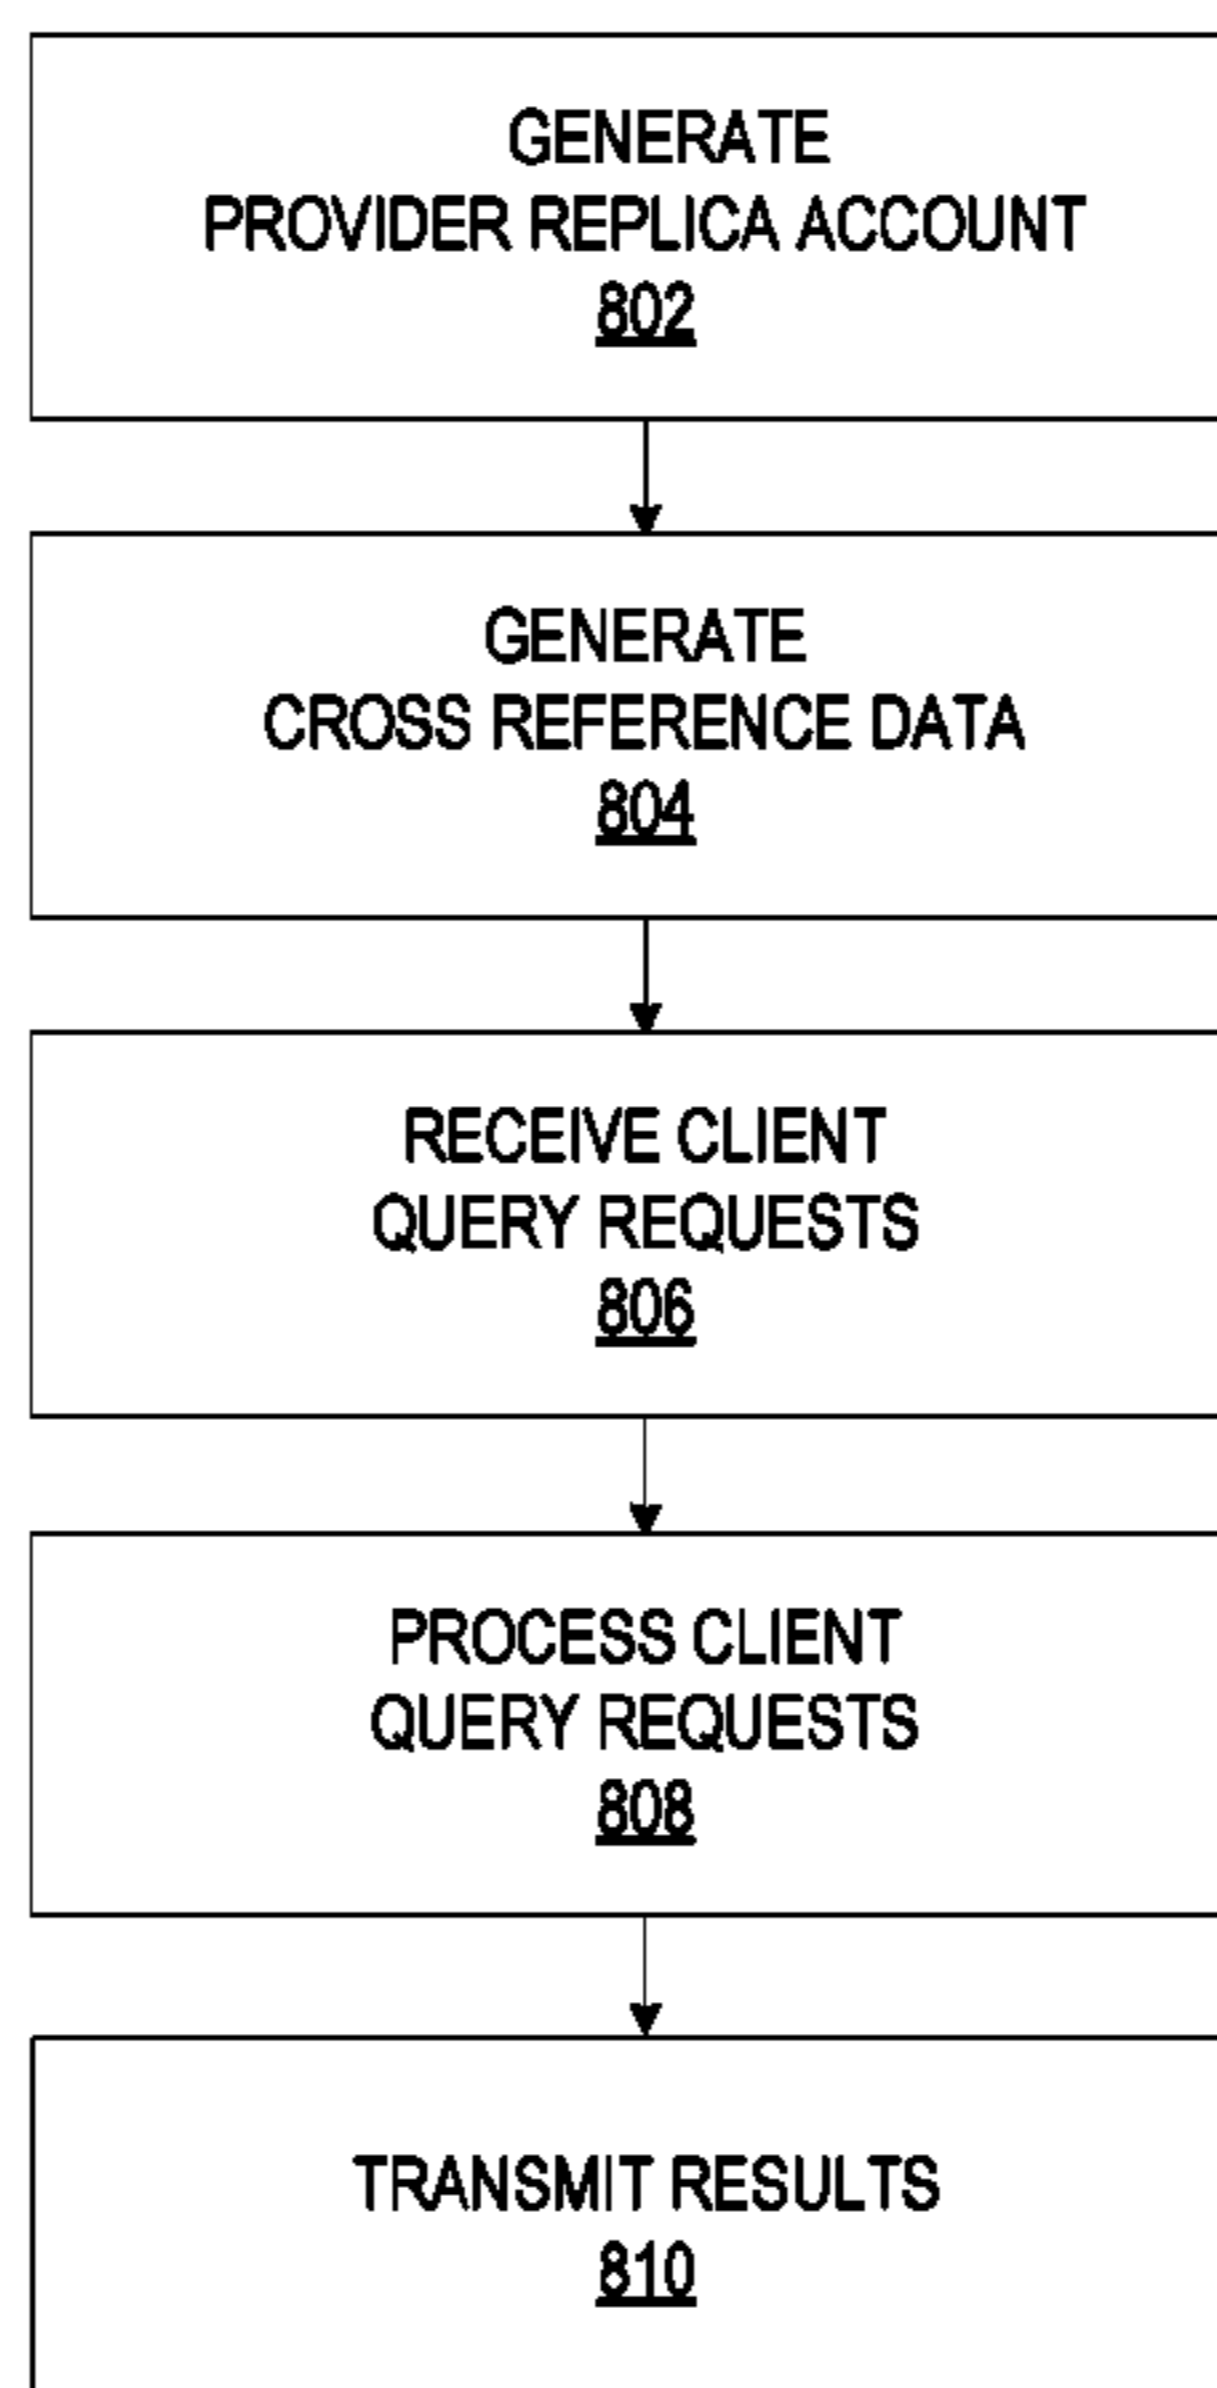 GENERATE
PROVIDER REPLICA ACCOUNT
802
GENERATE
CROSS REFERENCE DATA
804
RECEIVE CLIENT
QUERY REQUESTS
806
PROCESS CLIENT
QUERY REQUESTS
808
TRANSMIT RESULTS
810